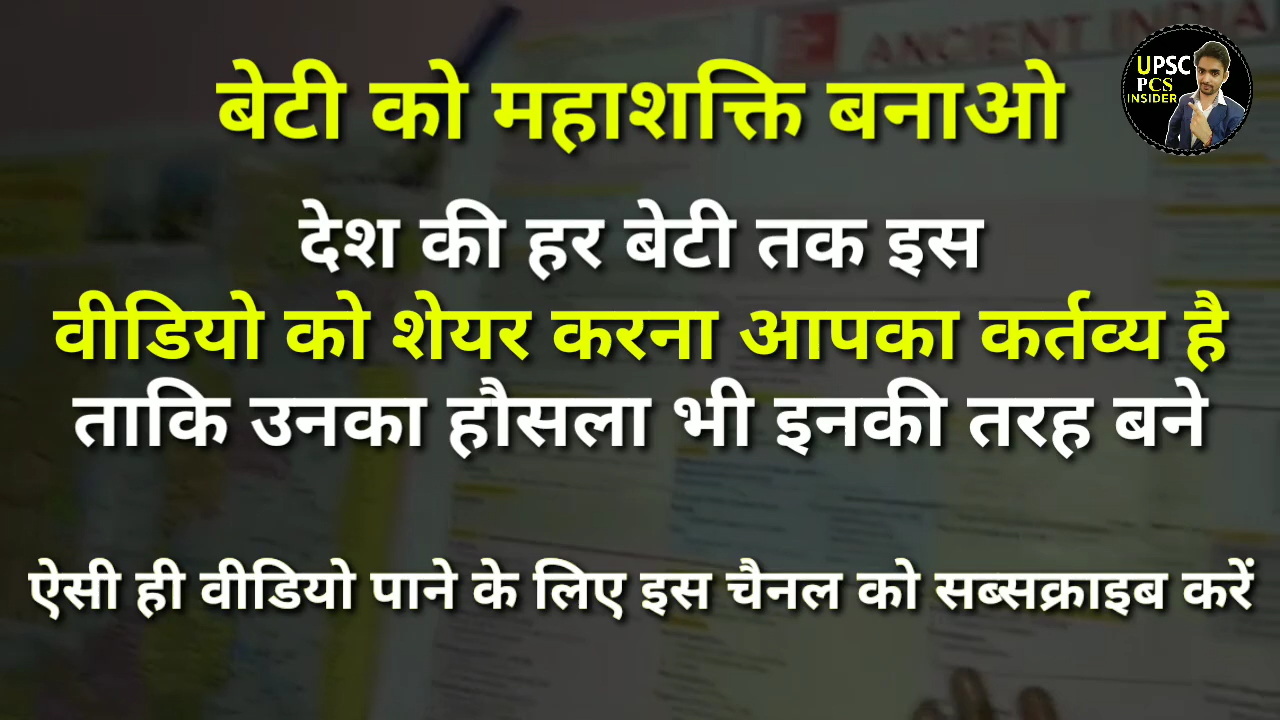 ANCIENT INDIA
UPSC
PCS
INSIDER
बेटी को महाशक्ति बनाओ
देश की हर बेटी तक इस
वीडियो को शेयर करना आपका कर्तव्य है
ताकि उनका हौसला भी इनकी तरह बने
ऐसी ही वीडियो पाने के लिए इस चैनल को सब्सक्राइब करें